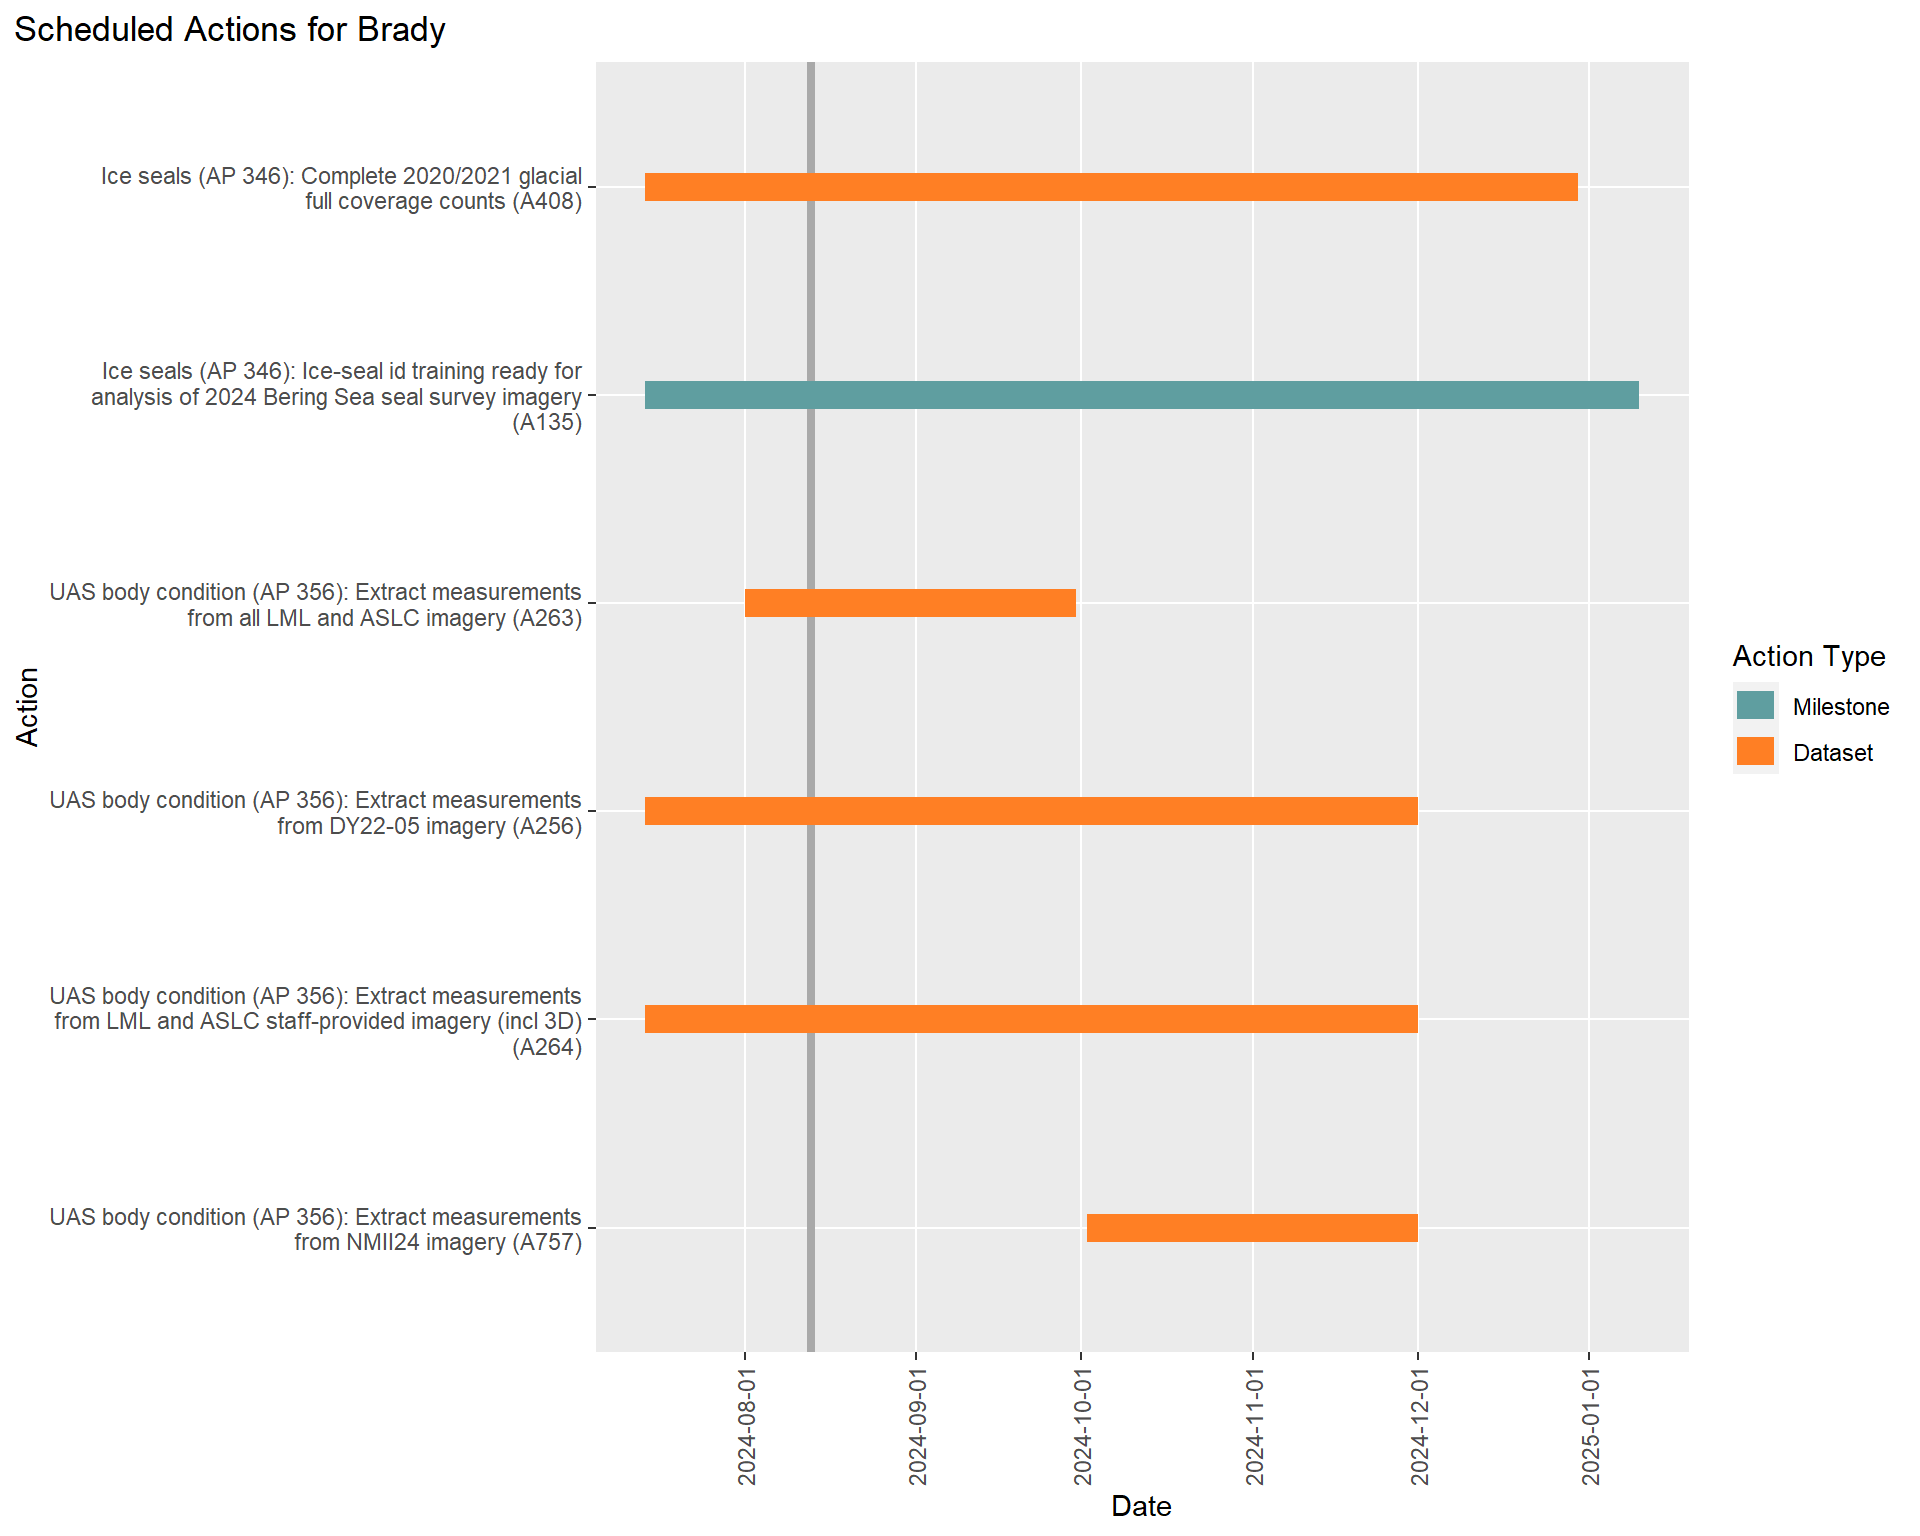 Scheduled Actions for Brady
Ice seals (AP 346): Complete 2020/2021 glacial
full coverage counts (A408)
Ice seals (AP 346): Ice-seal id training ready for
analysis of 2024 Bering Sea seal survey imagery
(A135)
UAS body condition (AP 356): Extract measurements
from all LML and ASLC imagery (A263)
UAS body condition (AP 356): Extract measurements
from DY22-05 imagery (A256)
UAS body condition (AP 356): Extract measurements
from LML and ASLC staff-provided imagery (incl 3D)
(A264)
UAS body condition (AP 356): Extract measurements
from NMII24 imagery (A757)
Action
2024-08-01
2024-09-01
2024-10-01
2024-11-01
2024-12-01
2025-01-01
Date
Action Type
Milestone
Dataset